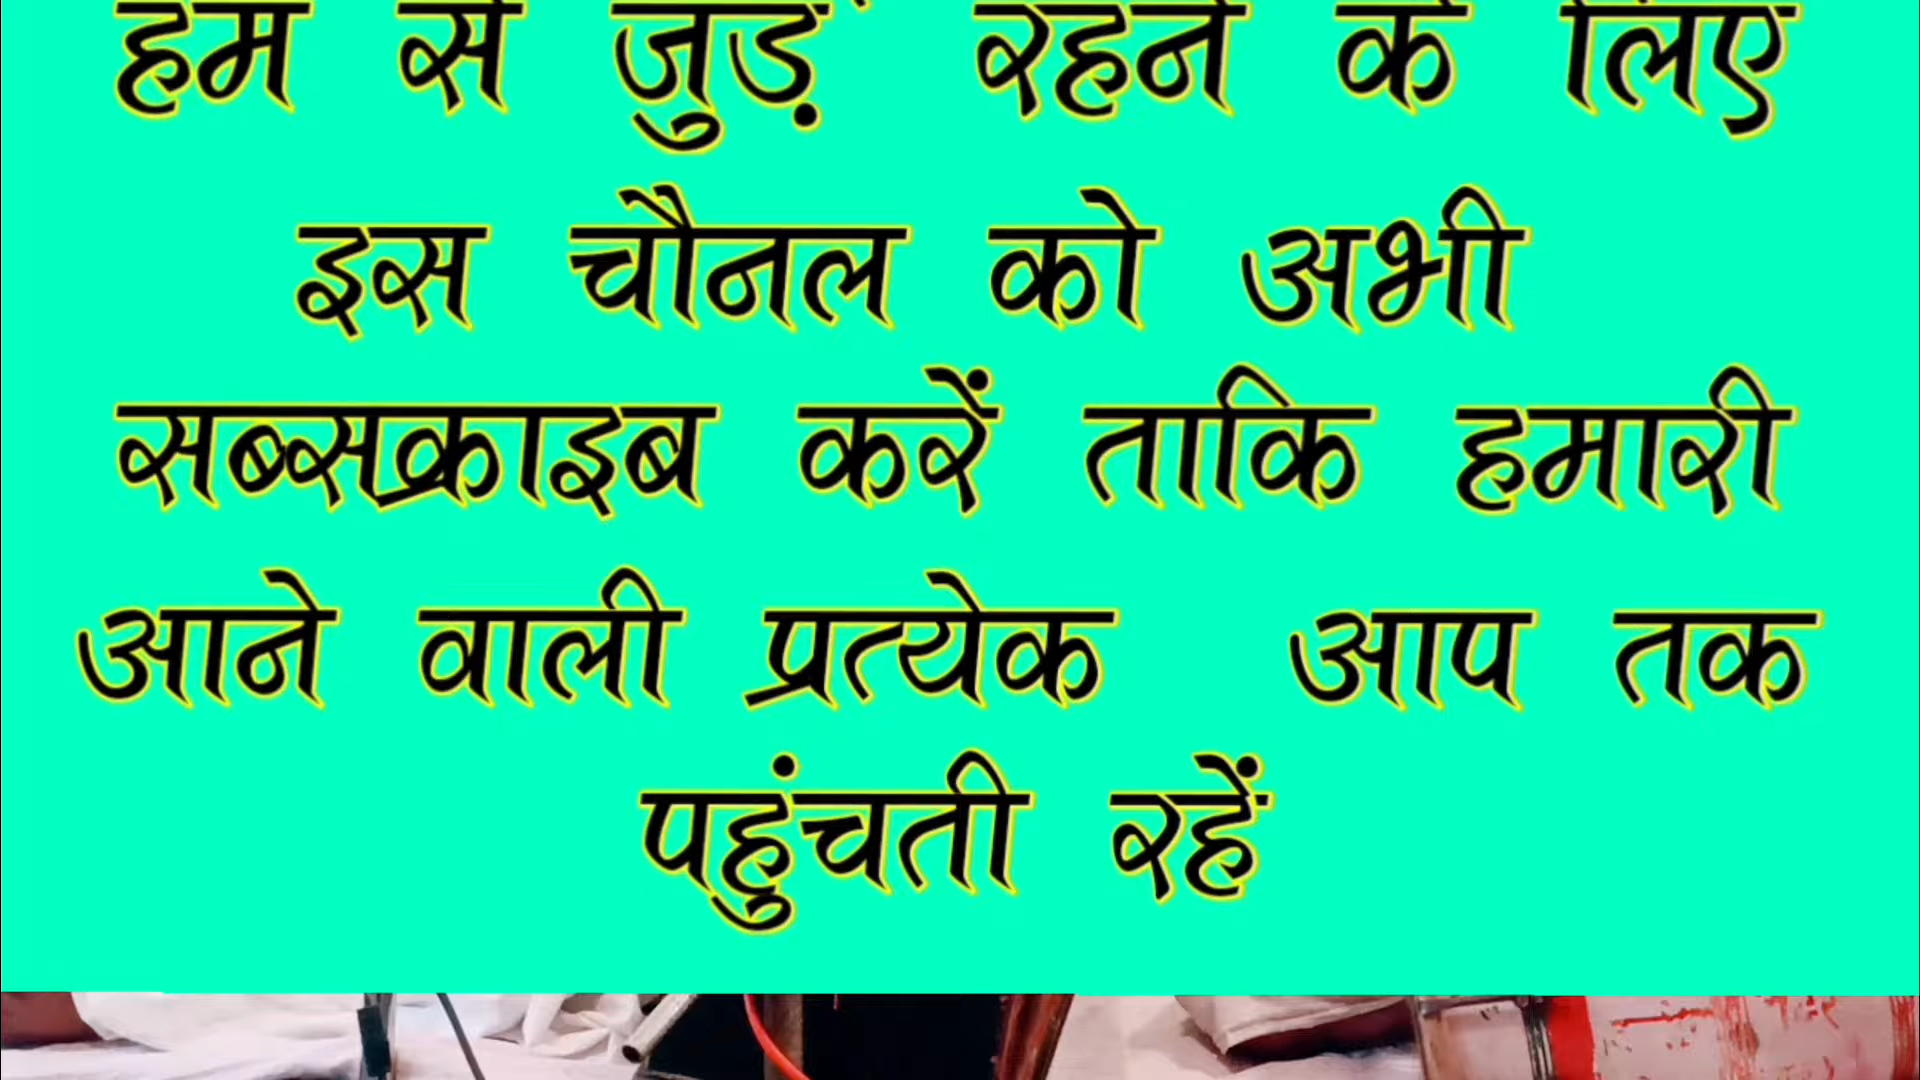 हम से जुड़े रहने के लिए
इस चौनल को अभी
सब्सक्राइब करें ताकि हमारी
आने वाली प्रत्येक आप तक
पहुंचती रहें